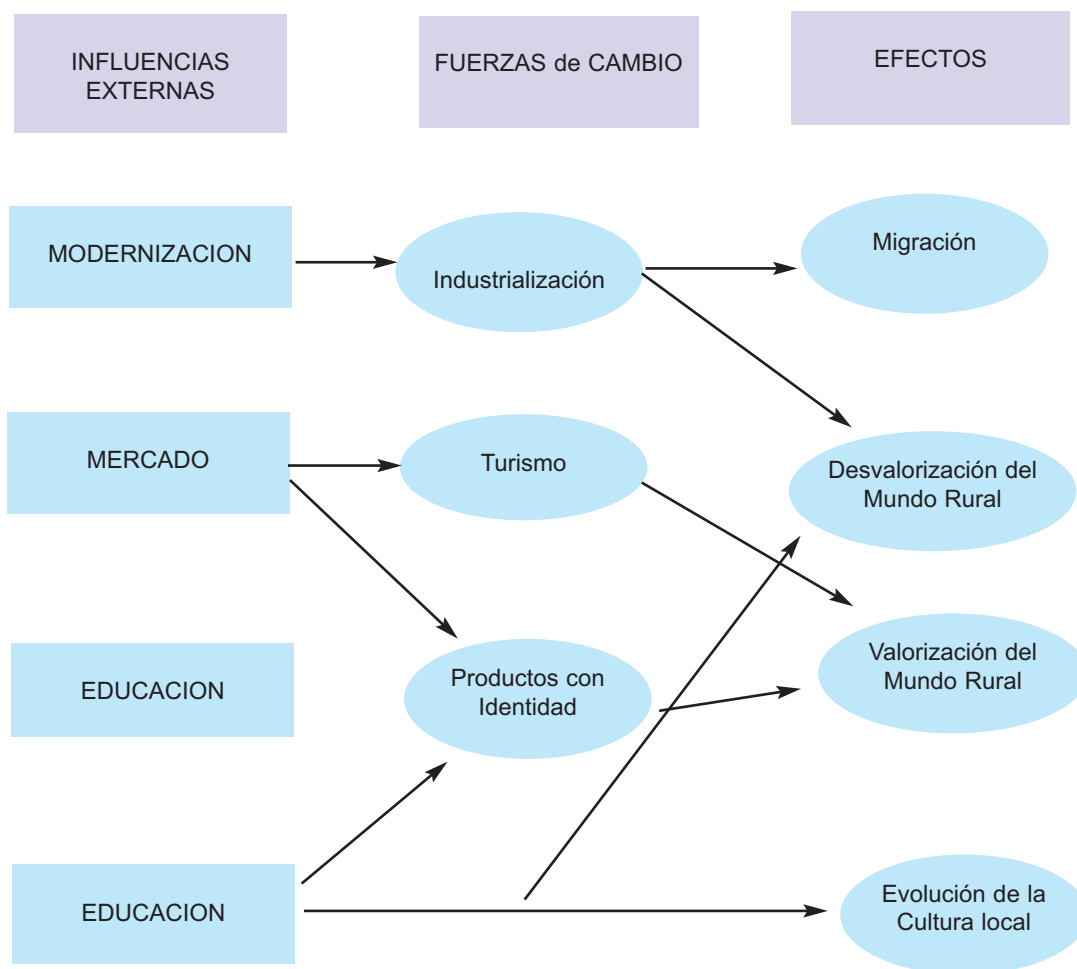 INFLUENCIAS
EXTERNAS
FUERZAS de CAMBIO
EFECTOS
MODERNIZACION
Industrialización
Migración
MERCADO
Turismo
Desvalorización del
Mundo Rural
EDUCACION
Productos con
Identidad
Valorización del
Mundo Rural
EDUCACION
Evolución de la
Cultura local